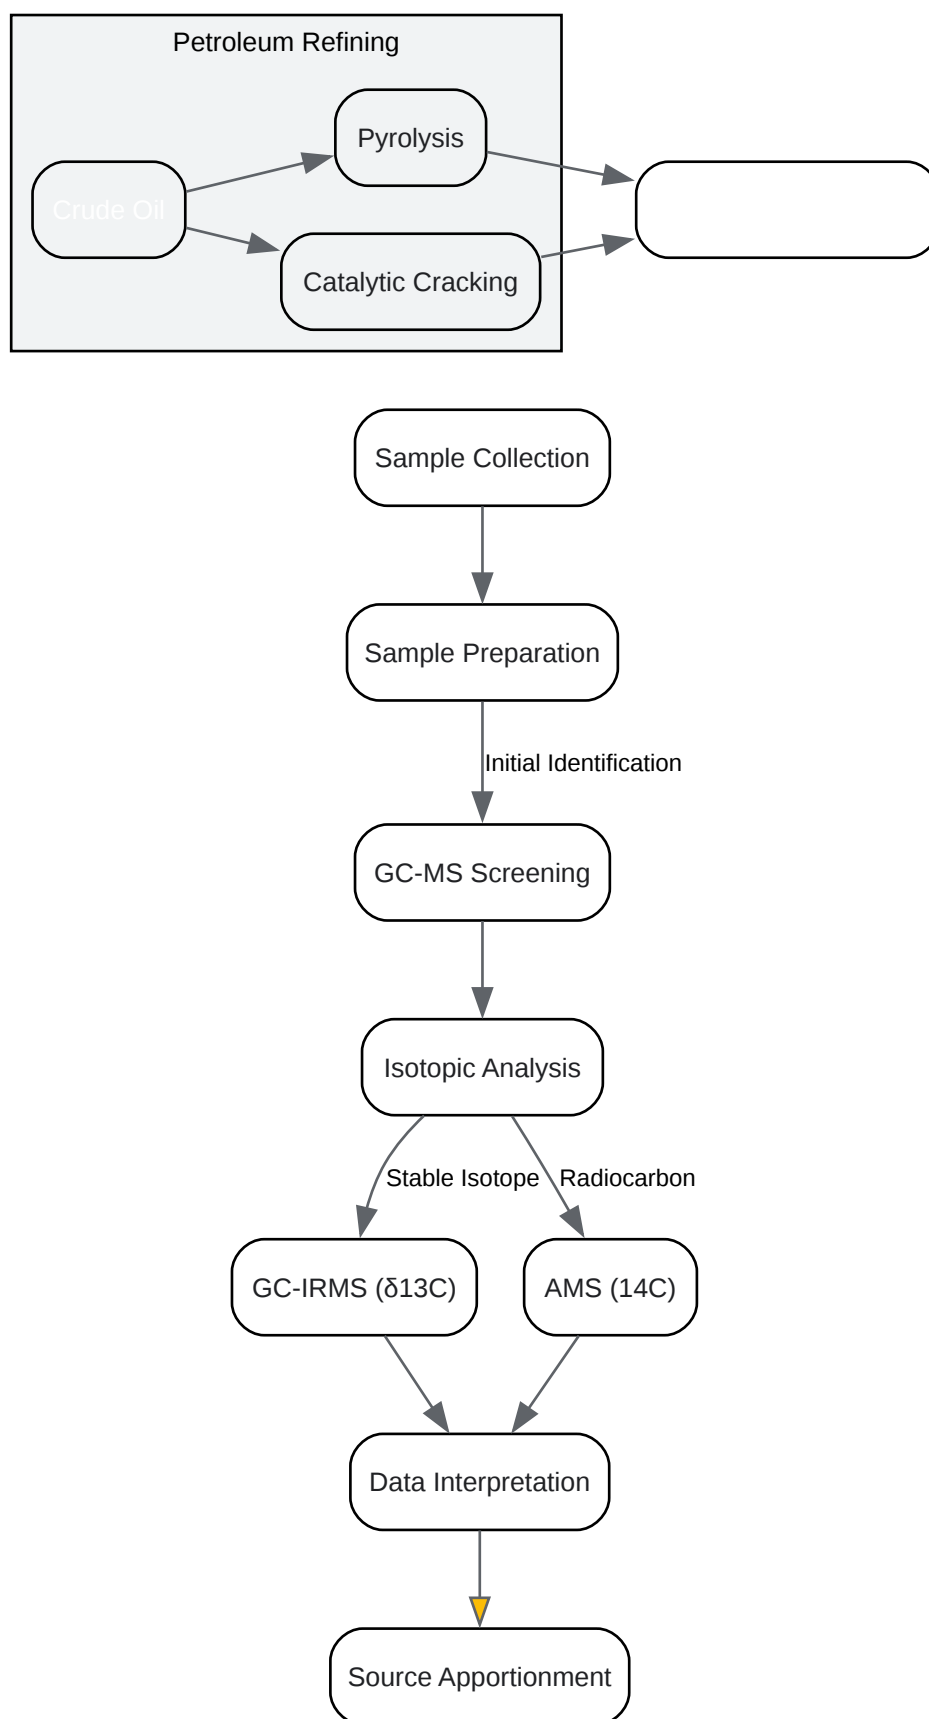 Petroleum Refining
Pyrolysis
Crude Oil
Catalytic Cracking
Sample Collection
Sample Preparation
Initial Identification
GC-MS Screening
Isotopic Analysis
Stable Isotope
Radiocarbon
GC-IRMS (δ13C)
AMS (14C)
Data Interpretation
Source Apportionment